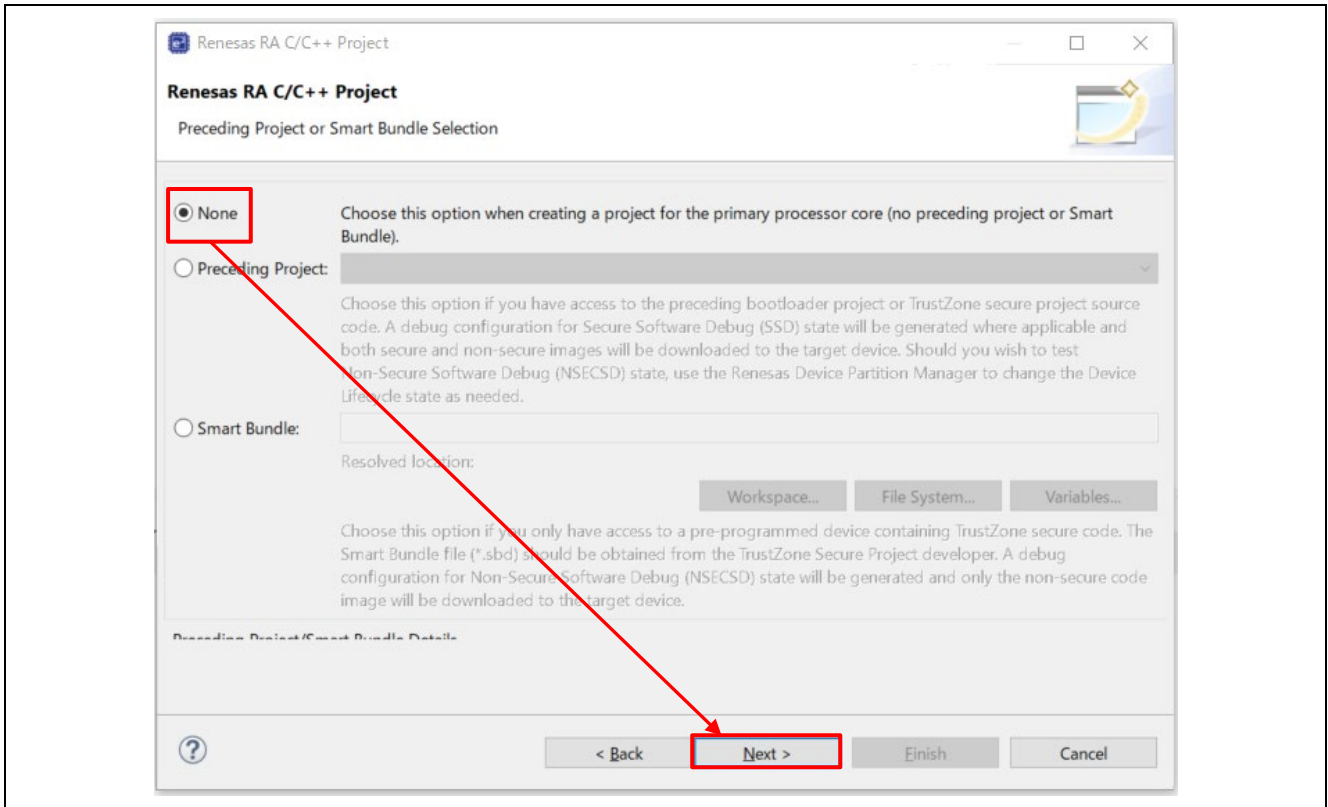 Renesas RA C/C++ Project
Renesas RA C/C++ Project
Preceding Project or Smart Bundle Selection
None
Choose this option when creating a project for the primary processor core (no preceding project or Smart
Bundle).
Preceding Project:
Choose this option if you have access to the preceding bootloader project or TrustZone secure project source
code. A debug configuration for Secure Software Debug (SSD) state will be generated where applicable and
both secure and non-secure images will be downloaded to the target device. Should you wish to test
Non-Secure Software Debug (NSECSD) state, use the Renesas Device Partition Manager to change the Device
Lifecycle state as needed.
Smart Bundle:
Resolved location:
Workspace... File System... Variables...
Choose this option if you only have access to a pre-programmed device containing TrustZone secure code. The
Smart Bundle file (*.sbd) should be obtained from the TrustZone Secure Project developer. A debug
configuration for Non-Secure Software Debug (NSECSD) state will be generated and only the non-secure code
image will be downloaded to the target device.
Preceding Project/Smart Bundle Details
? < Back Next > Finish Cancel